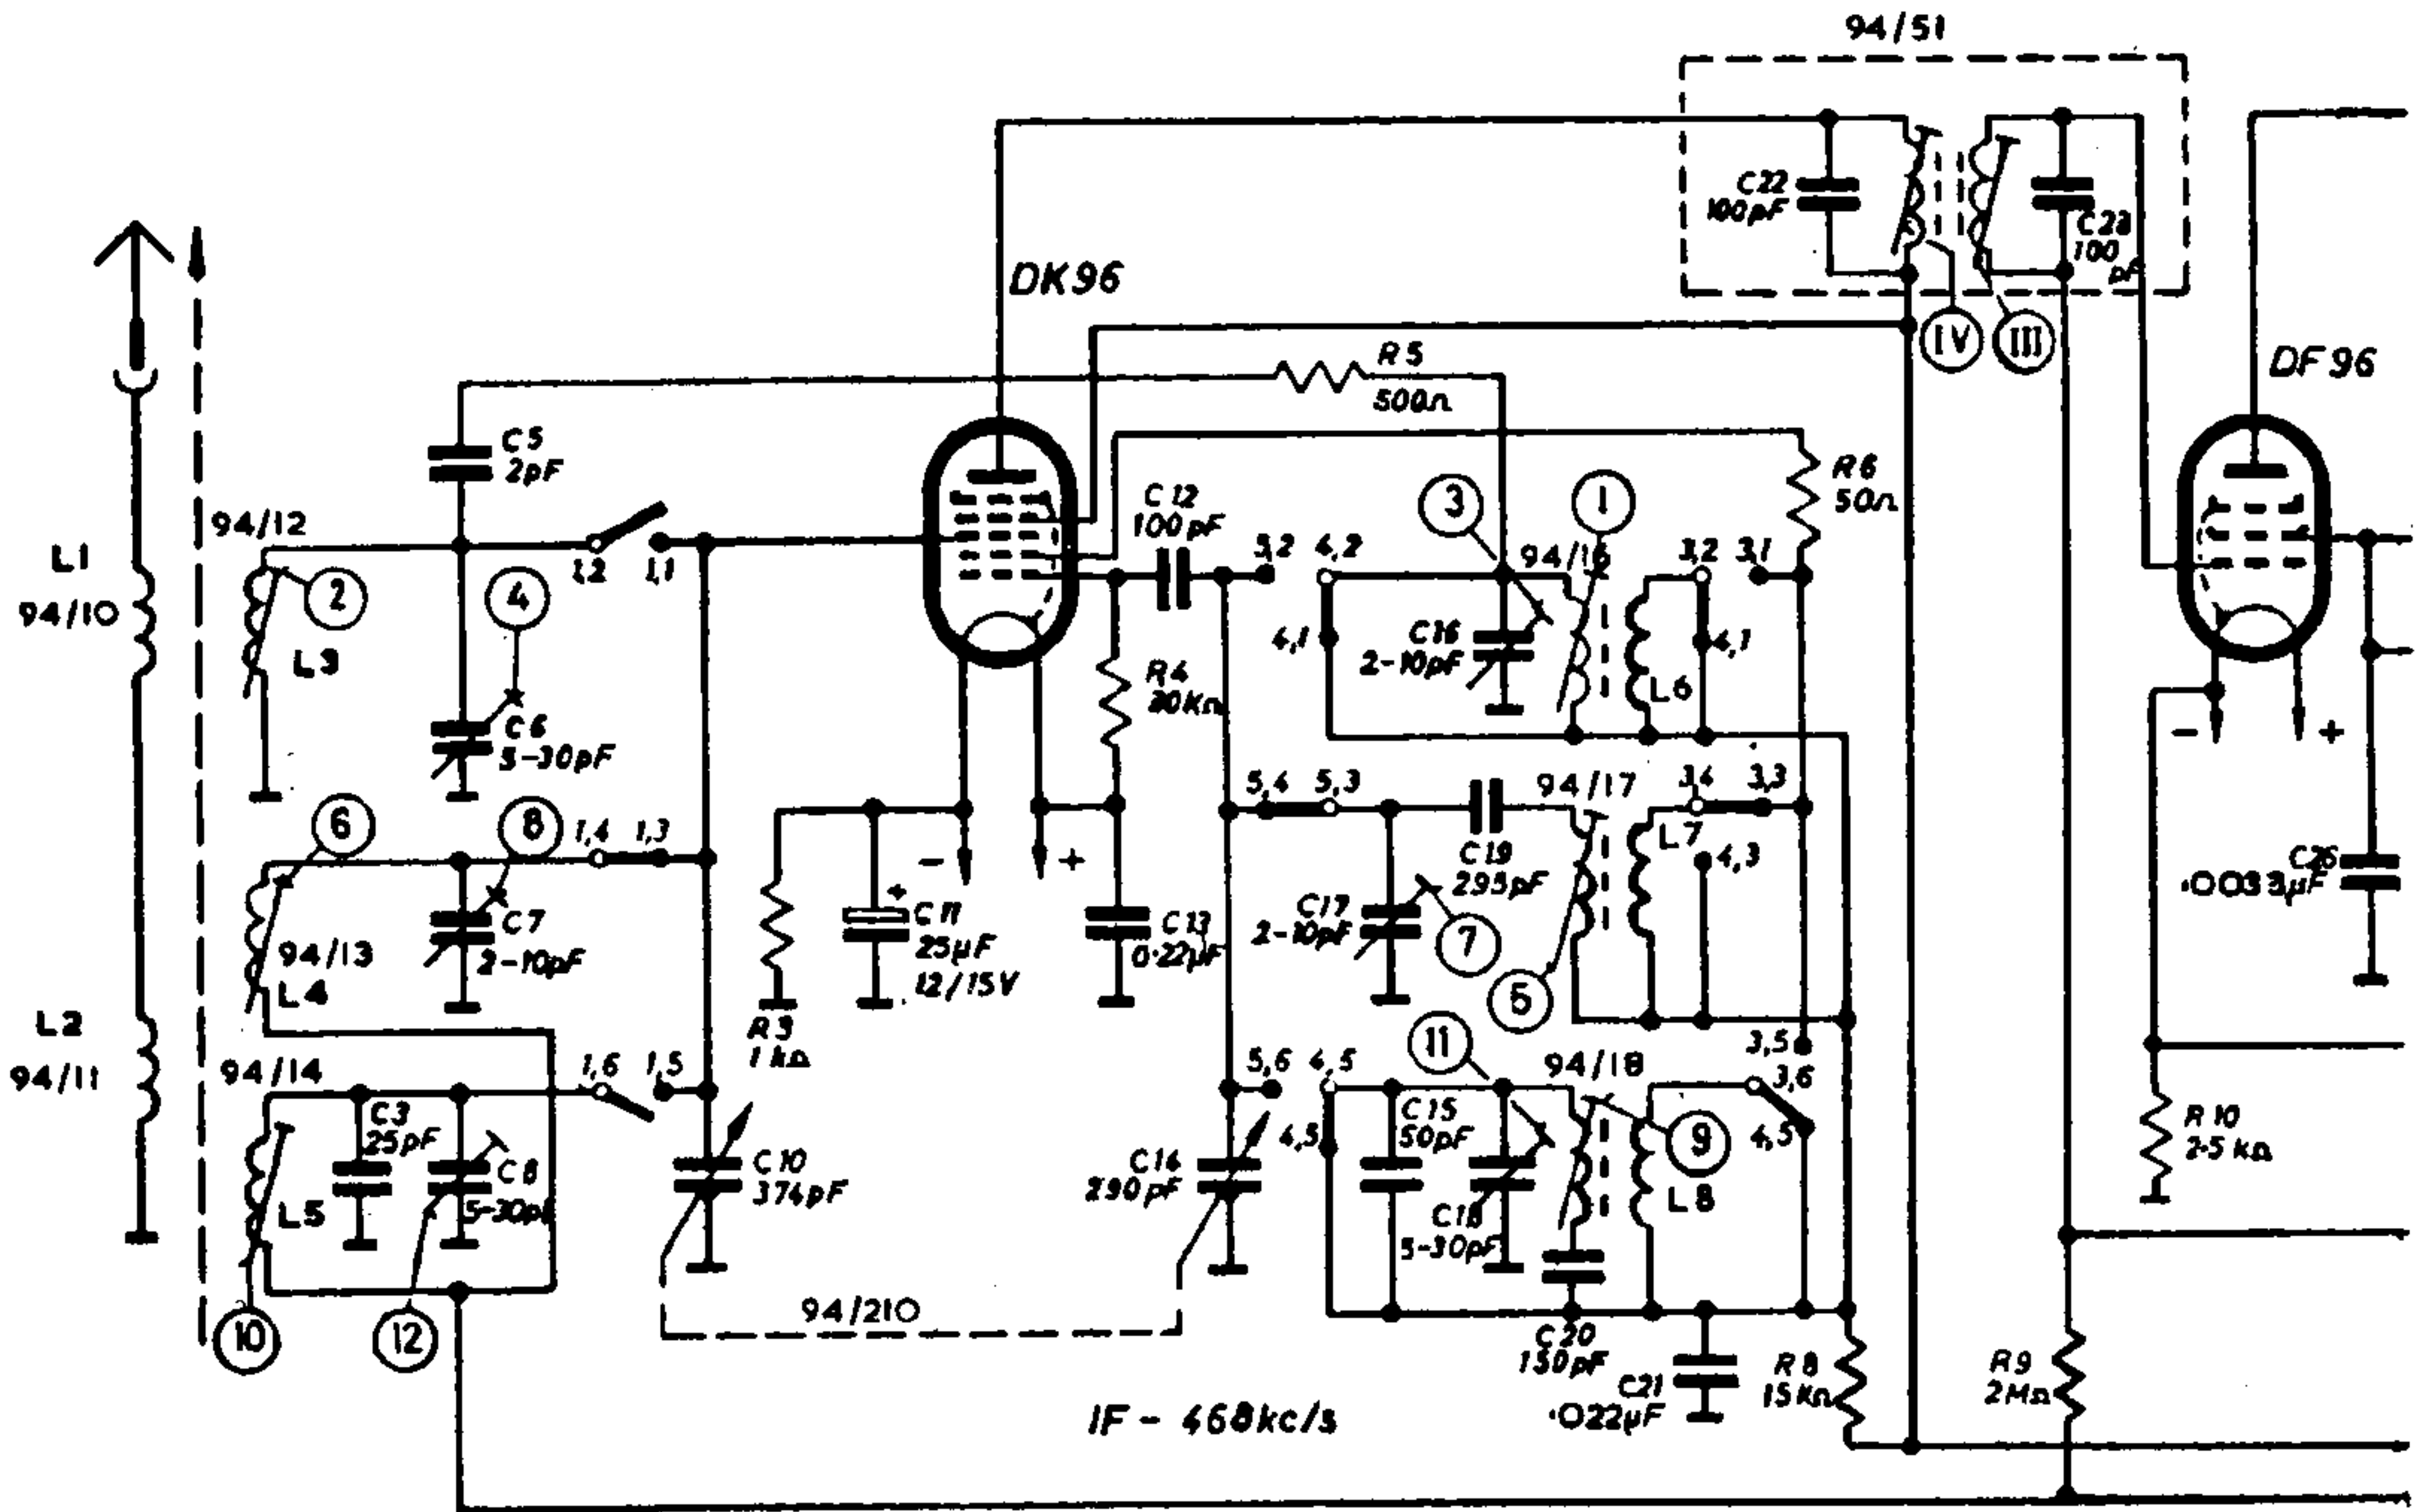 94/51
C22
100pF
C23
100
pF
IV
III
DK96
DF96
R5
500Ω
C5
2pF
R6
50Ω
C12
100pF
3
1
94/12
1,2
1,1
5,2
4,2
94/16
3,2
3,1
L1
94/10
2
4
L3
4,1
C16
2-10pF
4,1
L6
R4
C6
5-30pF
-
+
6
8
1,4
1,3
5,4
5,3
94/17
3,4
3,3
L7
4,3
-
+
C19
295pF
C26
.0033µF
C7
2-10pF
94/13
L4
+
C11
25µF
12/15V
C13
0.22µF
C17
2-10pF
7
5
L2
94/11
R3
1kΩ
11
3,5
94/14
1,6
1,5
5,6
4,5
94/18
3,6
C3
25pF
4,5
C15
50pF
9
4,5
R10
2.5kΩ
C10
374pF
C14
290pF
L5
5-30pF
C18
5-30pF
L8
10
12
94/210
C20
150pF
C21
.022µF
R8
15KΩ
R9
2MΩ
IF - 468kc/s